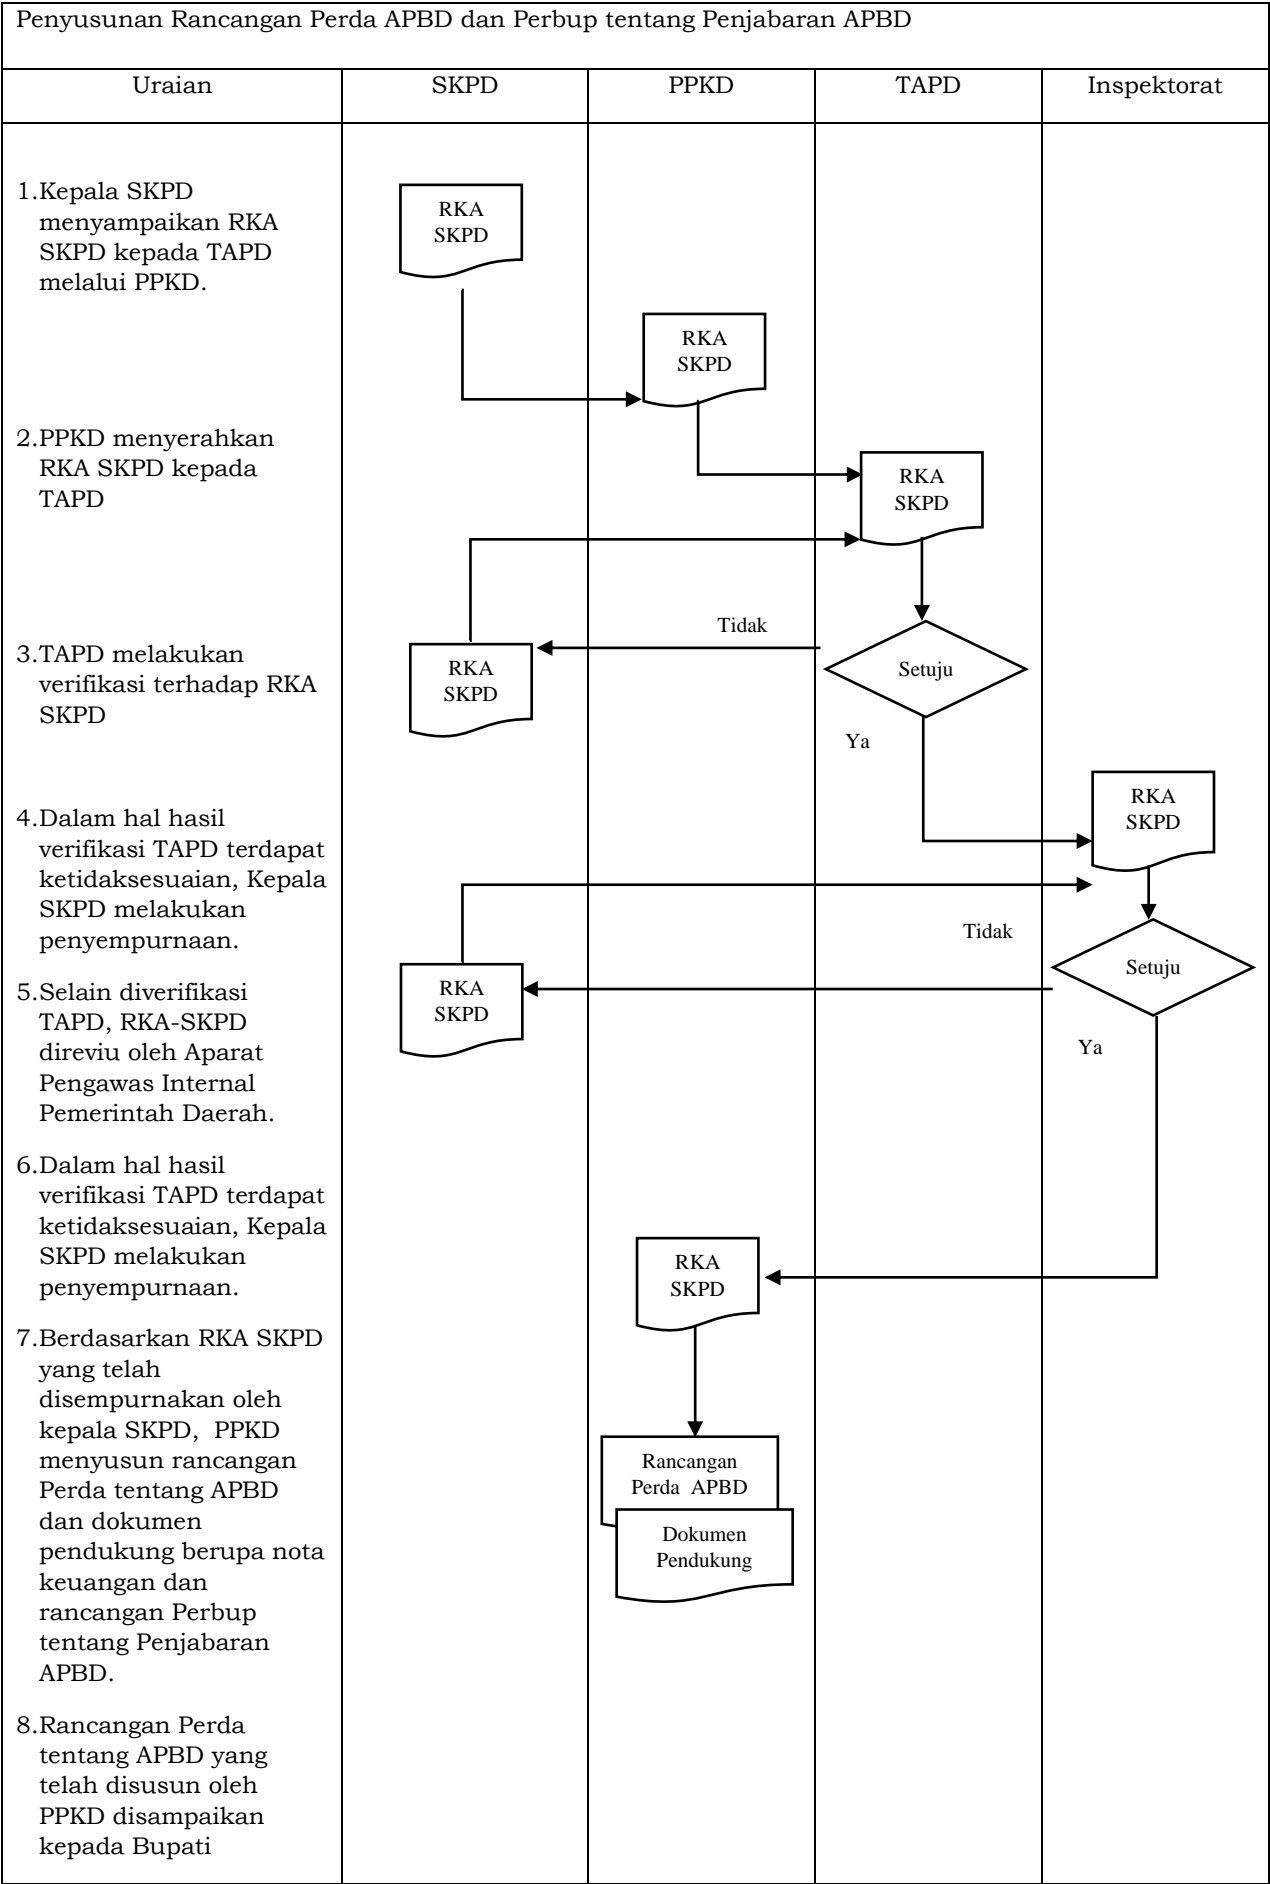 Penyusunan Rancangan Perda APBD dan Perbup tentang Penjabaran APBD
Uraian
SKPD
PPKD
TAPD
Inspektorat
1.Kepala SKPD
menyampaikan RKA
SKPD kepada TAPD
melalui PPKD.
RKA
SKPD
RKA
SKPD
2.PPKD menyerahkan
RKA SKPD kepada
TAPD
RKA
SKPD
3.TAPD melakukan
verifikasi terhadap RKA
SKPD
RKA
SKPD
Tidak
Setuju
Ya
4.Dalam hal hasil
verifikasi TAPD terdapat
ketidaksesuaian, Kepala
SKPD melakukan
penyempurnaan.
RKA
SKPD
Tidak
Setuju
Ya
5.Selain diverifikasi
TAPD, RKA-SKPD
direviu oleh Aparat
Pengawas Internal
Pemerintah Daerah.
RKA
SKPD
6.Dalam hal hasil
verifikasi TAPD terdapat
ketidaksesuaian, Kepala
SKPD melakukan
penyempurnaan.
RKA
SKPD
7.Berdasarkan RKA SKPD
yang telah
disempurnakan oleh
kepala SKPD,  PPKD
menyusun rancangan
Perda tentang APBD
dan dokumen
pendukung berupa nota
keuangan dan
rancangan Perbup
tentang Penjabaran
APBD.
Rancangan
Perda  APBD
Dokumen
Pendukung
8.Rancangan Perda
tentang APBD yang
telah disusun oleh
PPKD disampaikan
kepada Bupati